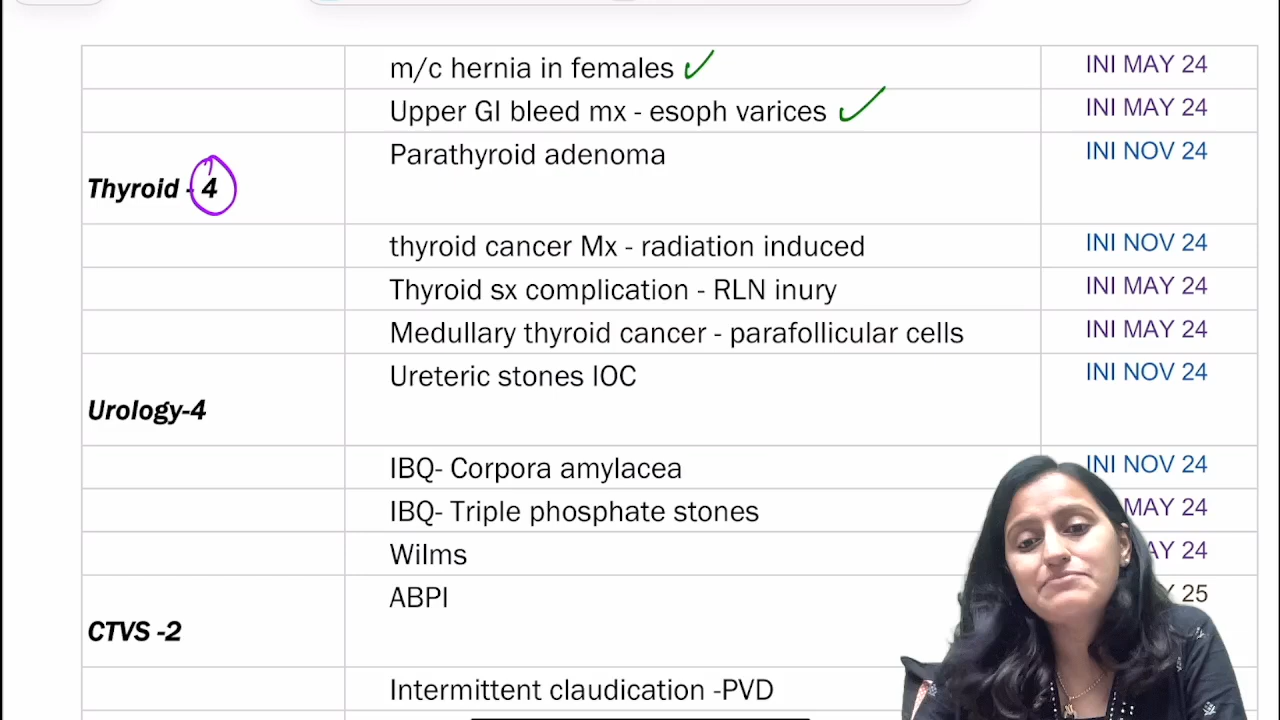 m/c hernia in females INI MAY 24
Upper GI bleed mx - esoph varices INI MAY 24
Thyroid - 4 Parathyroid adenoma INI NOV 24
thyroid cancer Mx - radiation induced INI NOV 24
Thyroid sx complication - RLN inury INI MAY 24
Medullary thyroid cancer - parafollicular cells INI MAY 24
Urology-4 Ureteric stones IOC INI NOV 24
IBQ- Corpora amylacea INI NOV 24
IBQ- Triple phosphate stones MAY 24
Wilms 24
CTVS -2 ABPI 25
Intermittent claudication -PVD